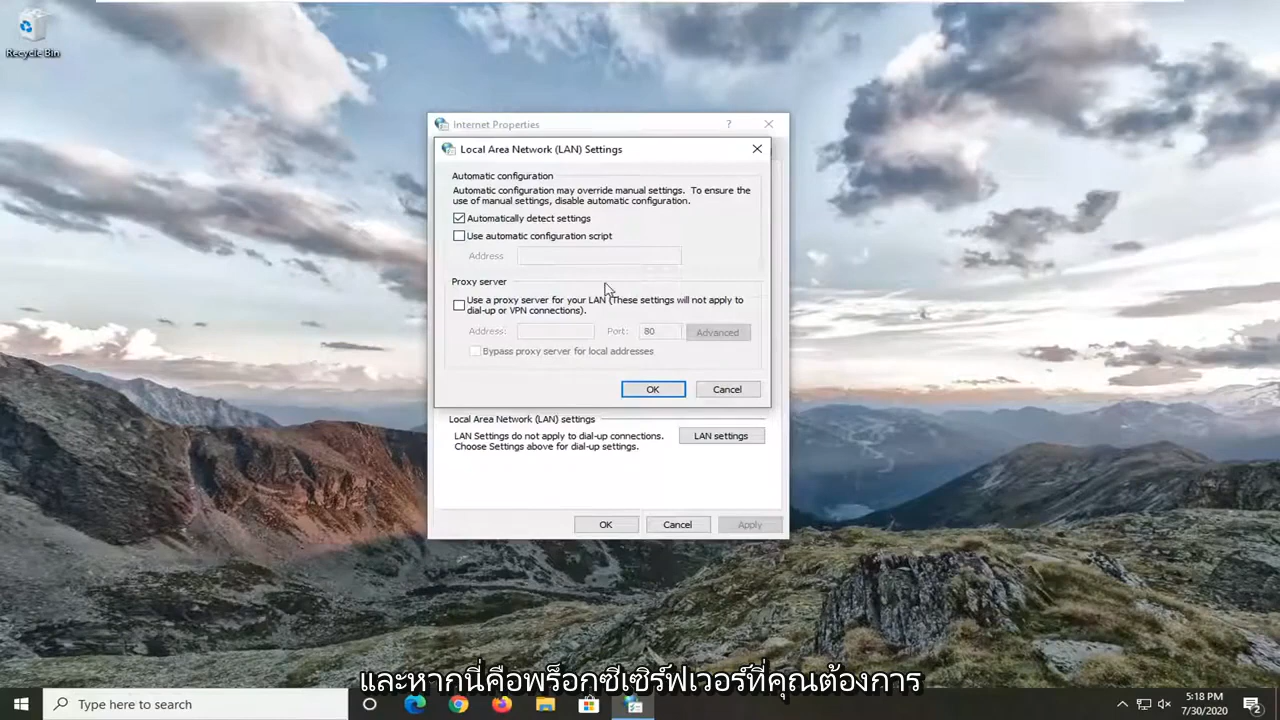 Recycle Bin
Internet Properties
?
Local Area Network (LAN) Settings
Automatic configuration
Automatic configuration may override manual settings. To ensure the
use of manual settings, disable automatic configuration.
Automatically detect settings
Use automatic configuration script
Address
Proxy server
Use a proxy server for your LAN (These settings will not apply to
dial-up or VPN connections).
Address:
Port:
80
Advanced
Bypass proxy server for local addresses
OK
Cancel
Local Area Network (LAN) settings
LAN Settings do not apply to dial-up connections.
Choose Settings above for dial-up settings.
LAN settings
OK
Cancel
Apply
และหากนี่คือพร็อกซีเซิร์ฟเวอร์ที่คุณต้องการ
Type here to search
5:18 PM
7/30/2020
2